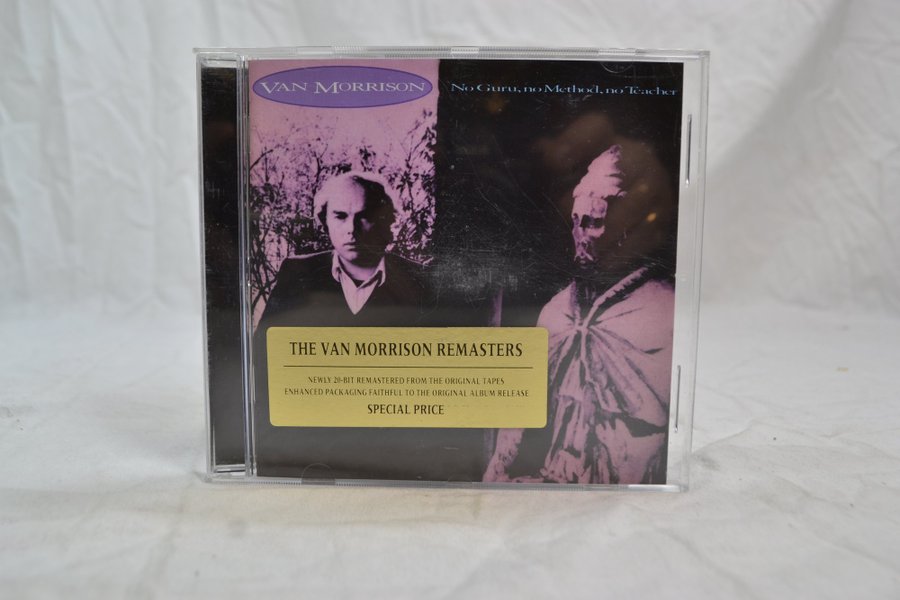 VAN MORRISON
No Guru, no Method, no Teacher
THE VAN MORRISON REMASTERS
NEWLY 20-BIT REMASTERED FROM THE ORIGINAL TAPES
ENHANCED PACKAGING FAITHFUL TO THE ORIGINAL ALBUM RELEASE
SPECIAL PRICE